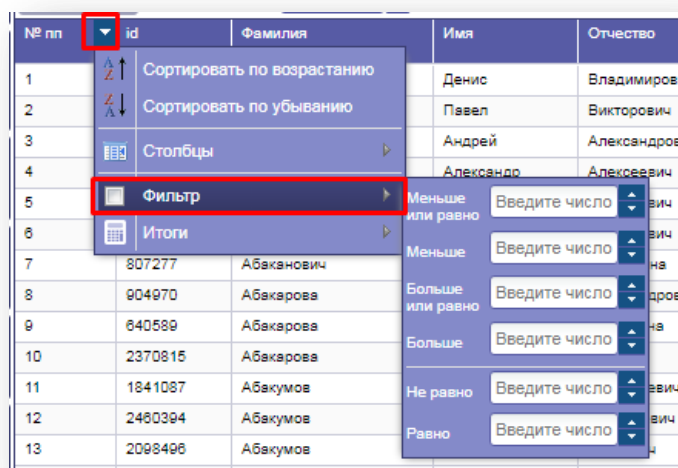 № пп id Фамилия Имя Отчество
Сортировать по возрастанию
Сортировать по убыванию
Столбцы
Фильтр
Итоги
Меньше
или равно
Введите число
Меньше
Введите число
Больше
или равно
Введите число
Больше
Введите число
Не равно
Введите число
Равно
Введите число
1 Денис
2 Павел Викторович
3 Андрей
4 Александр Алексеевич
5
6
7 807277 Абаканович
8 904970 Абакарова
9 640589 Абакарова
10 2370815 Абакарова
11 1841087 Абакумов
12 2460394 Абакумов
13 2098496 Абакумов